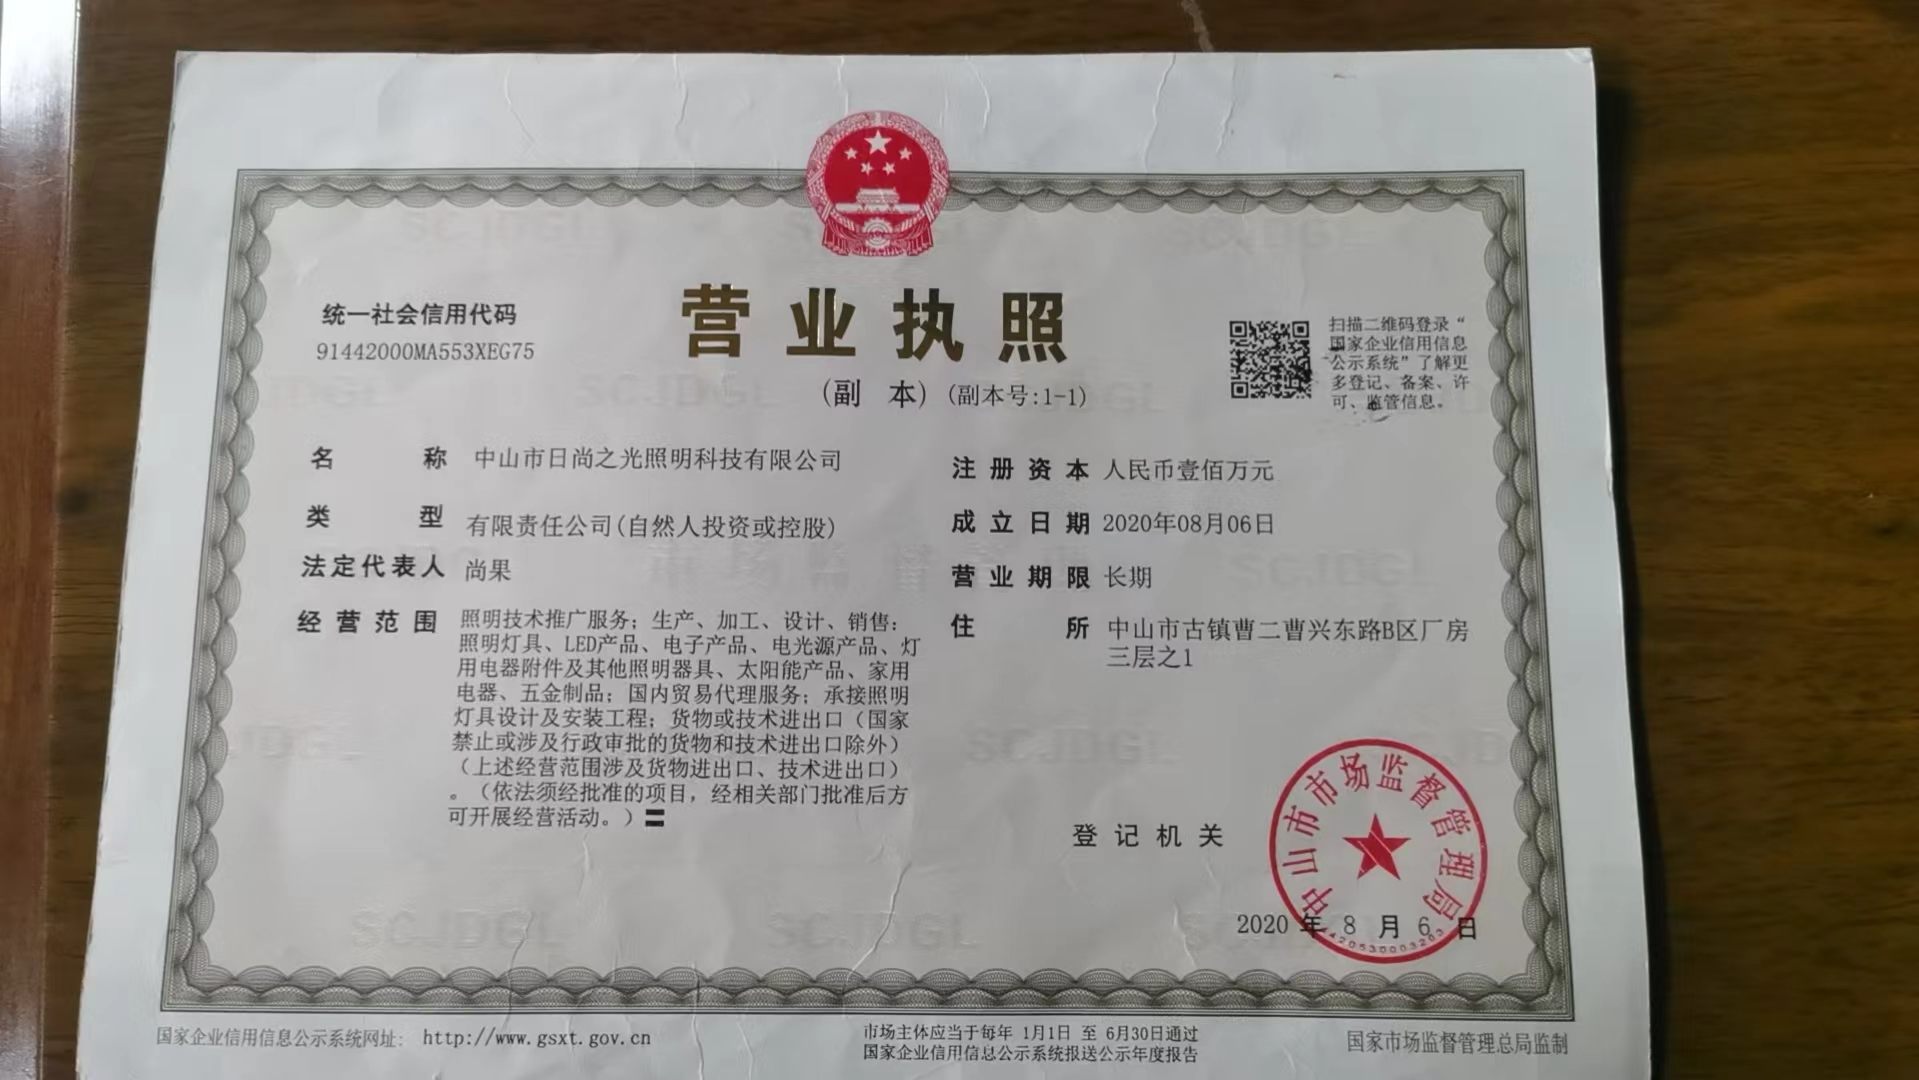 统一社会信用代码
91442000MA553XEG75
营业执照
(副 本) (副本号:1-1)
扫描二维码登录“
国家企业信用信息
公示系统”了解更
多登记、备案、许
可、监管信息。
名 称 中山市日尚之光照明科技有限公司
类 型 有限责任公司(自然人投资或控股)
法定代表人 尚果
经营范围 照明技术推广服务; 生产、加工、设计、销售:
照明灯具、LED产品、电子产品、电光源产品、灯
用电器附件及其他照明器具、太阳能产品、家用
电器、五金制品; 国内贸易代理服务; 承接照明
灯具设计及安装工程; 货物或技术进出口（国家
禁止或涉及行政审批的货物和技术进出口除外）
（上述经营范围涉及货物进出口、技术进出口）
。（依法须经批准的项目，经相关部门批准后方
可开展经营活动。）〓
注册资本 人民币壹佰万元
成立日期 2020年08月06日
营业期限 长期
住 所 中山市古镇曹二曹兴东路B区厂房
三层之1
登记机关
中山市市场监督管理局
2020 年 8 月 6 日
国家企业信用信息公示系统网址: http://www.gsxt.gov.cn
市场主体应当于每年 1月1日 至 6月30日通过
国家企业信用信息公示系统报送公示年度报告
国家市场监督管理总局监制
SCJDGL